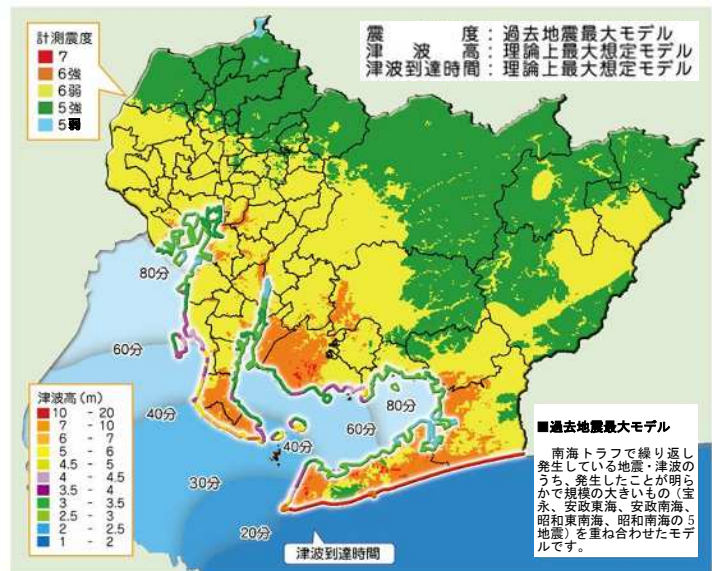 計測震度
7
6強
6弱
5強
5弱
震 度：過去地震最大モデル
津 波 高：理論上最大想定モデル
津波到達時間：理論上最大想定モデル
80分
60分
40分
30分
20分
40分
60分
80分
津波到達時間
津波高(m)
10 - 20
7 - 10
6 - 7
5 - 6
4.5 - 5
4 - 4.5
3.5 - 4
3 - 3.5
2.5 - 3
2 - 2.5
1 - 2
■過去地震最大モデル
南海トラフで繰り返し
発生している地震・津波の
うち、発生したことが明ら
かで規模の大きいもの（宝
永、安政東海、安政南海、
昭和東南海、昭和南海の5
地震）を重ね合わせたモデ
ルです。